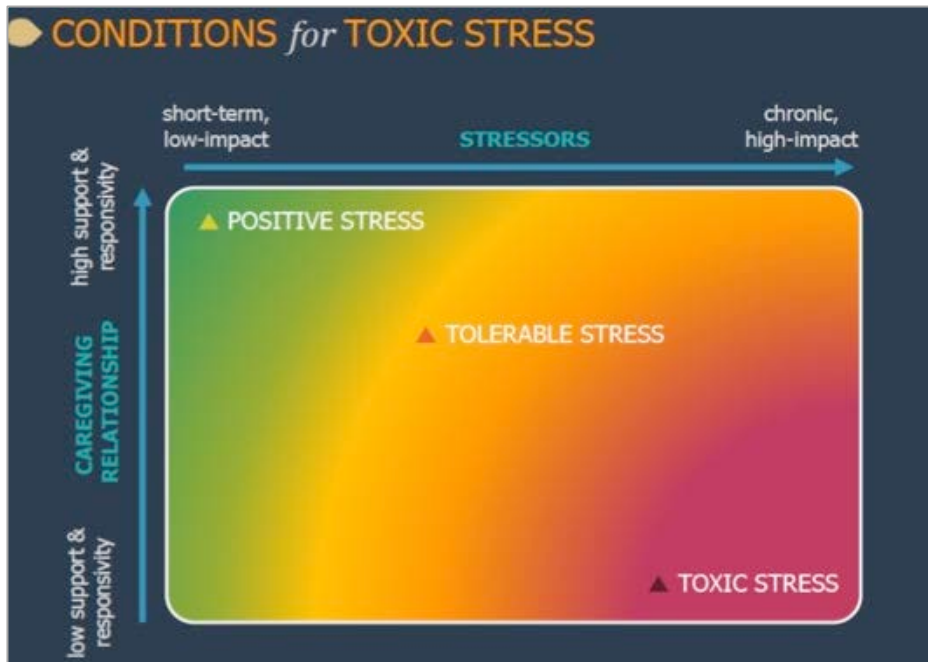 CONDITIONS for TOXIC STRESS
short-term,
low-impact
STRESSORS
chronic,
high-impact
high support &
responsivity
CAREGIVING
RELATIONSHIP
low support &
responsivity
POSITIVE STRESS
TOLERABLE STRESS
TOXIC STRESS